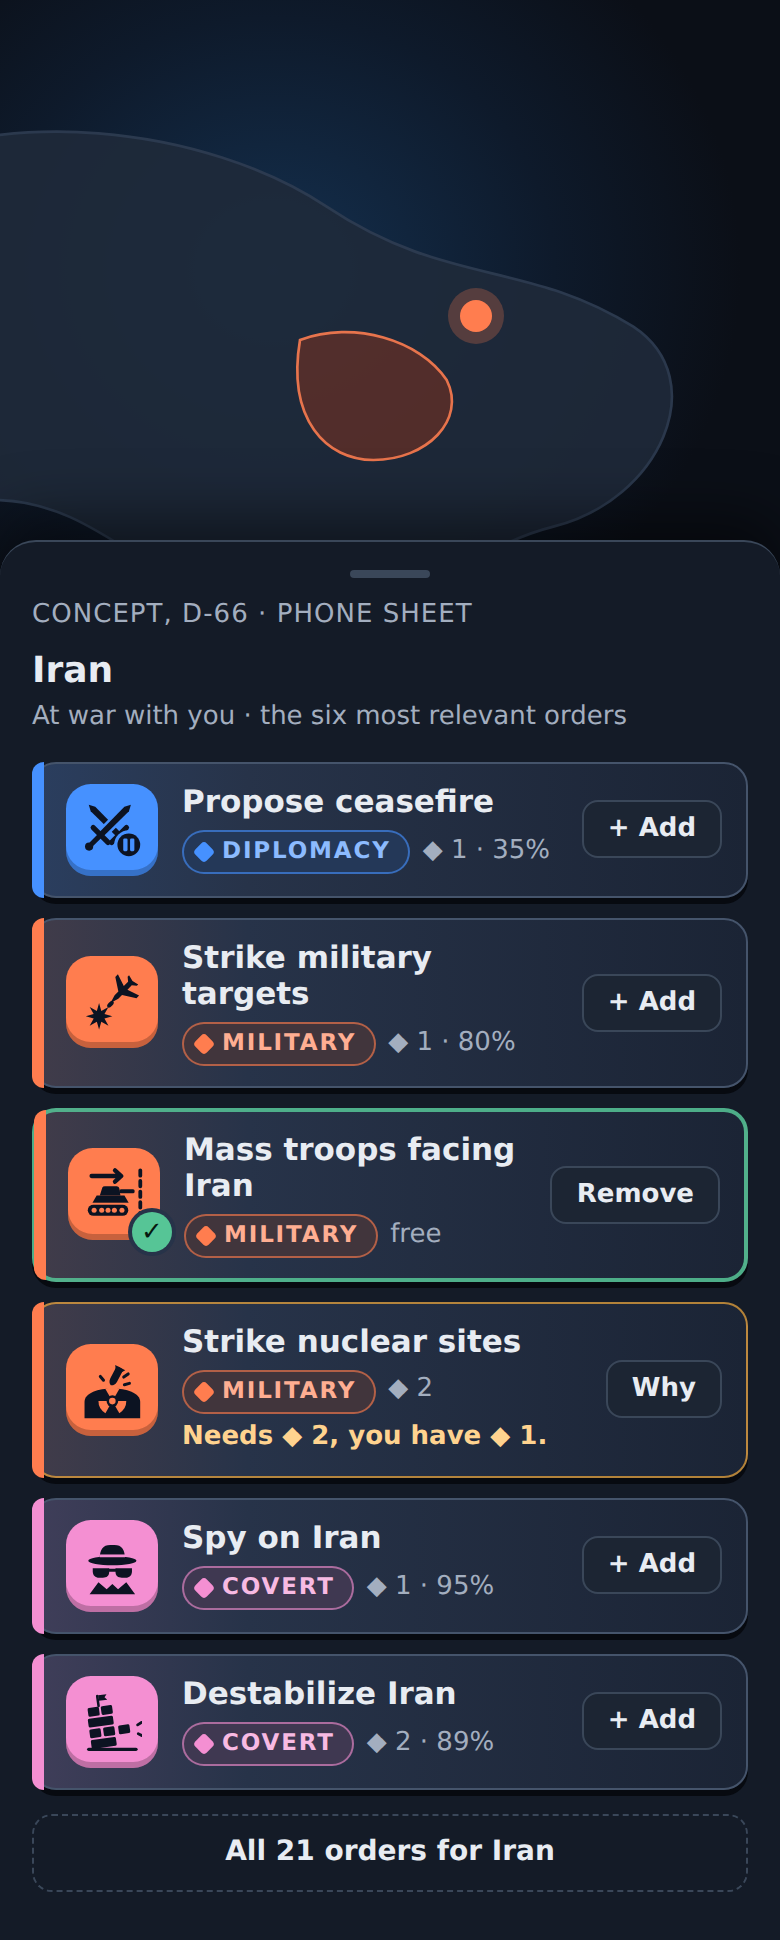 CONCEPT, D-66 · PHONE SHEET
Iran
At war with you · the six most relevant orders
Propose ceasefire
◆ DIPLOMACY ◆ 1 · 35%
+ Add
Strike military
targets
◆ MILITARY ◆ 1 · 80%
+ Add
Mass troops facing
Iran
◆ MILITARY free
✓
Remove
Strike nuclear sites
◆ MILITARY ◆ 2
Needs ◆ 2, you have ◆ 1.
Why
Spy on Iran
◆ COVERT ◆ 1 · 95%
+ Add
Destabilize Iran
◆ COVERT ◆ 2 · 89%
+ Add
All 21 orders for Iran